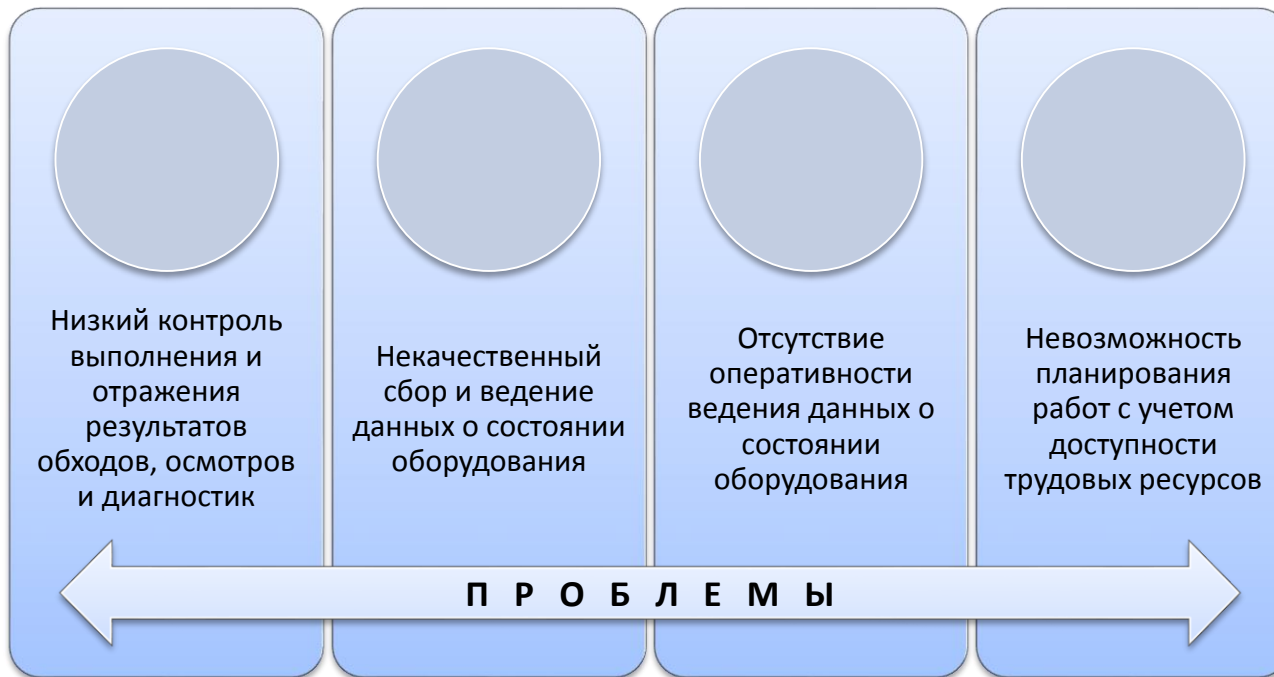 Низкий контроль
выполнения и
отражения
результатов
обходов, осмотров
и диагностик
Некачественный
сбор и ведение
данных о состоянии
оборудования
Отсутствие
оперативности
ведения данных о
состоянии
оборудования
Невозможность
планирования
работ с учетом
доступности
трудовых ресурсов
П Р О Б Л Е М Ы